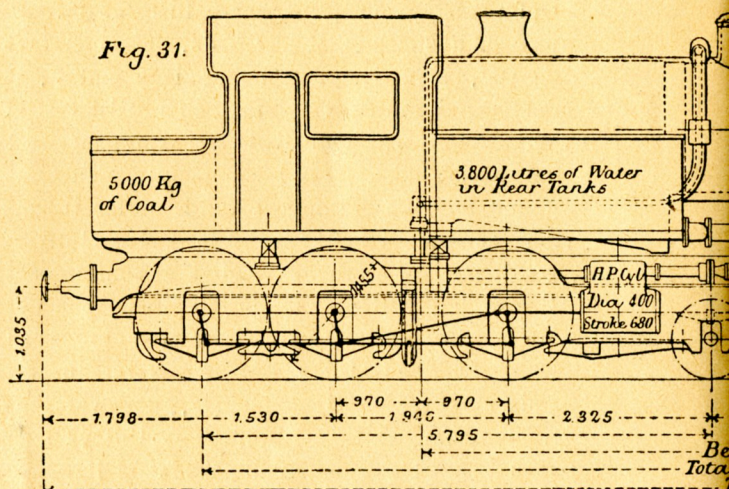 Fig. 31.
5000 Kg
of Coal
3.800 Litres of Water
in Rear Tanks
1455
H.P. Cyl.
Dia 400
Stroke 680
1.035
970
970
1.798
1.530
1.940
2.325
5.795
Be
Tota